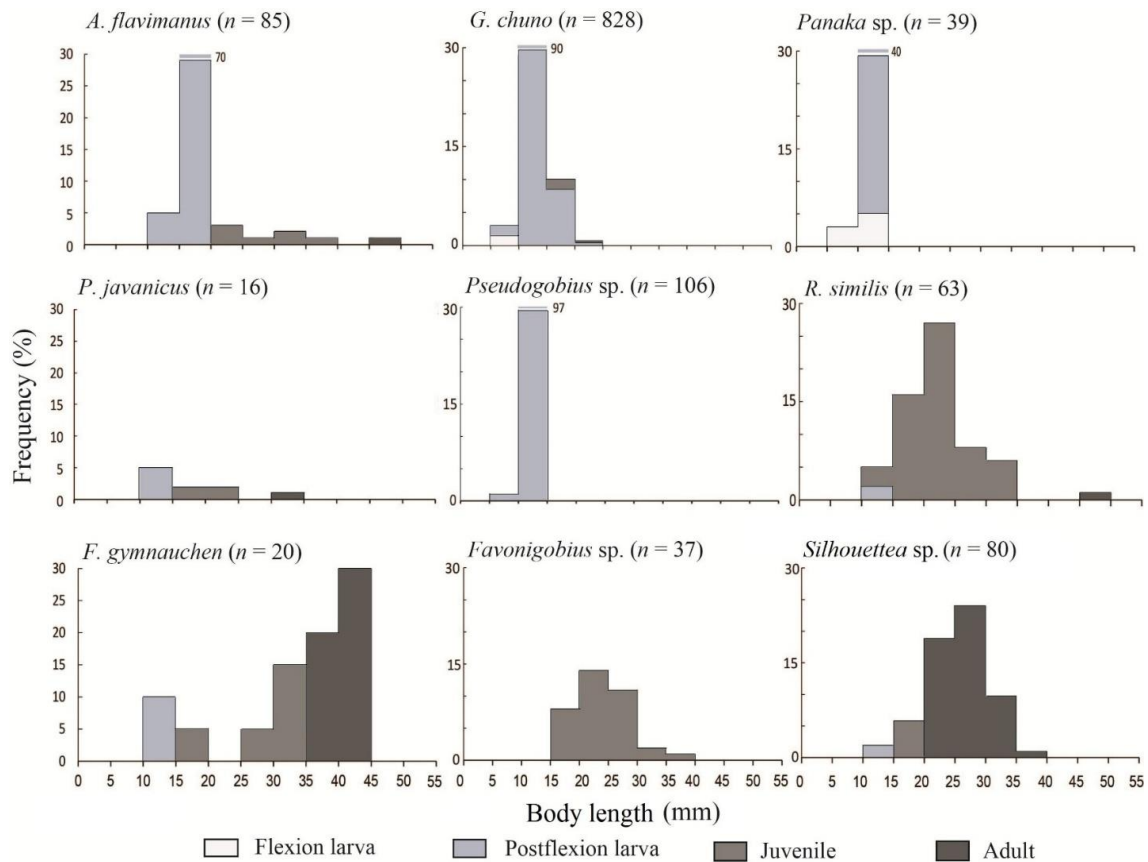 A. flavimanus (n = 85)
30
25
20
15
10
5
0
70
G. chuno (n = 828)
30
15
0
90
Panaka sp. (n = 39)
30
15
0
40
Frequency (%)
P. javanicus (n = 16)
30
25
20
15
10
5
0
Pseudogobius sp. (n = 106)
30
15
0
97
R. similis (n = 63)
30
15
0
F. gymnauchen (n = 20)
30
25
20
15
10
5
0
0 5 10 15 20 25 30 35 40 45 55
Favonigobius sp. (n = 37)
30
15
0
0 5 10 15 20 25 30 35 40 45 55
Silhouettea sp. (n = 80)
30
15
0
0 5 10 15 20 25 30 35 40 45 55
Body length (mm)
Flexion larva
Postflexion larva
Juvenile
Adult